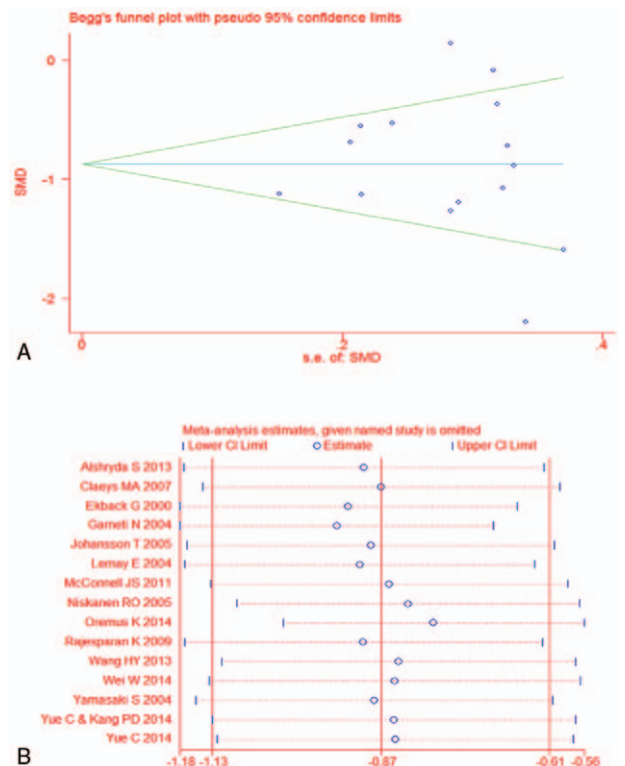 Begg's funnel plot with pseudo 95% confidence limits
0
SMD
-1
-2
0
.2
.4
s.e. of: SMD
A
Meta-analysis estimates, given named study is omitted
Lower CI Limit
Estimate
Upper CI Limit
Alshryda S 2013
Claeys MA 2007
Ekback G 2000
Garneti N 2004
Johansson T 2005
Lemay E 2004
McConnell JS 2011
Niskanen RO 2005
Oremus K 2014
Rajesparan K 2009
Wang HY 2013
Wei W 2014
Yamasaki S 2004
Yue C & Kang PD 2014
Yue C 2014
-1.18 -1.13 -0.87 -0.61 -0.56
B